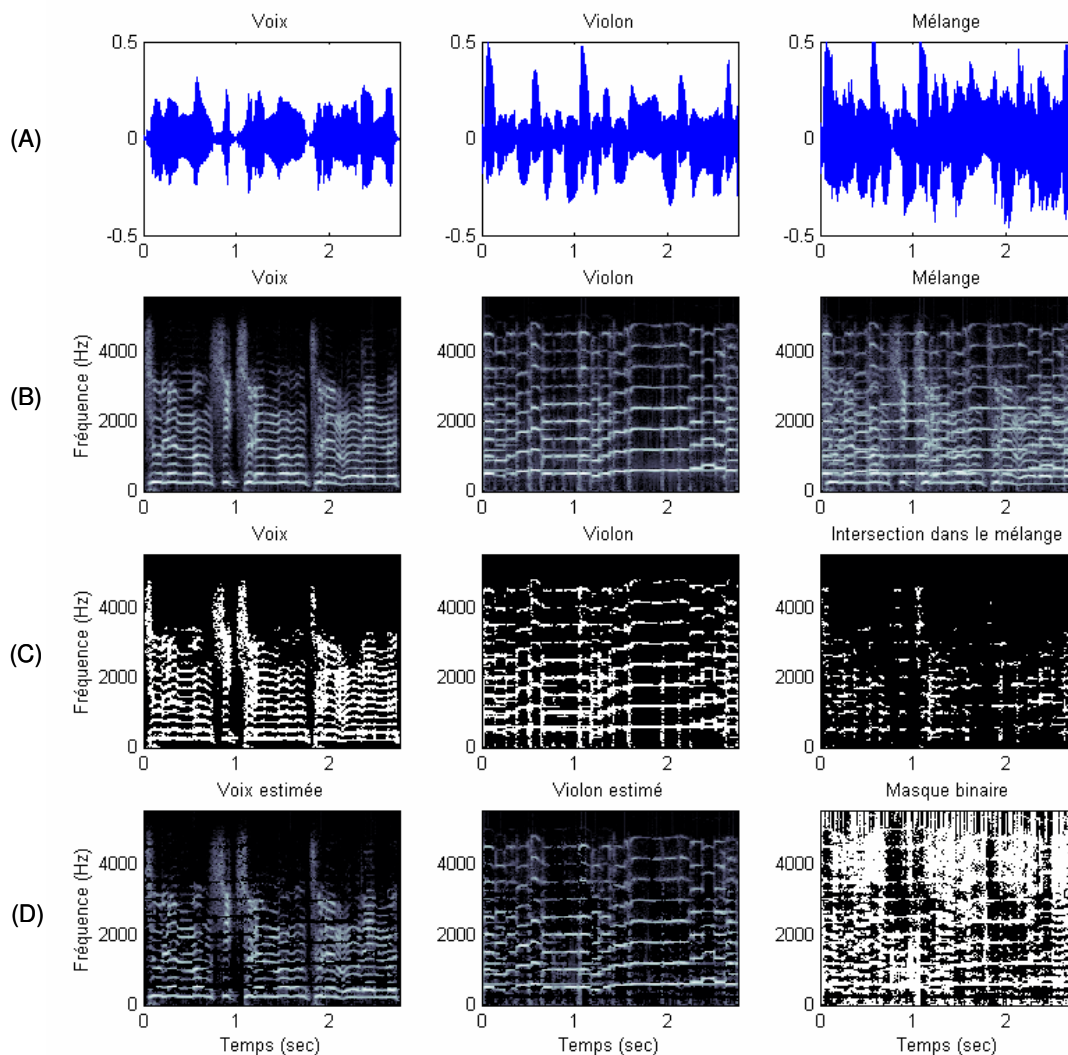 Voix Violon Mélange
(A)
0.5 0.5 0.5
0 0 0
-0.5 -0.5 -0.5
0 1 2 0 1 2 0 1 2
Voix Violon Mélange
(B)
Fréquence (Hz)
4000 4000 4000
2000 2000 2000
0 0 0
0 1 2 0 1 2 0 1 2
Voix Violon Intersection dans le mélange
(C)
Fréquence (Hz)
4000 4000 4000
2000 2000 2000
0 0 0
0 1 2 0 1 2 0 1 2
Voix estimée Violon estimé Masque binaire
(D)
Fréquence (Hz)
4000 4000 4000
2000 2000 2000
0 0 0
0 1 2 0 1 2 0 1 2
Temps (sec) Temps (sec) Temps (sec)